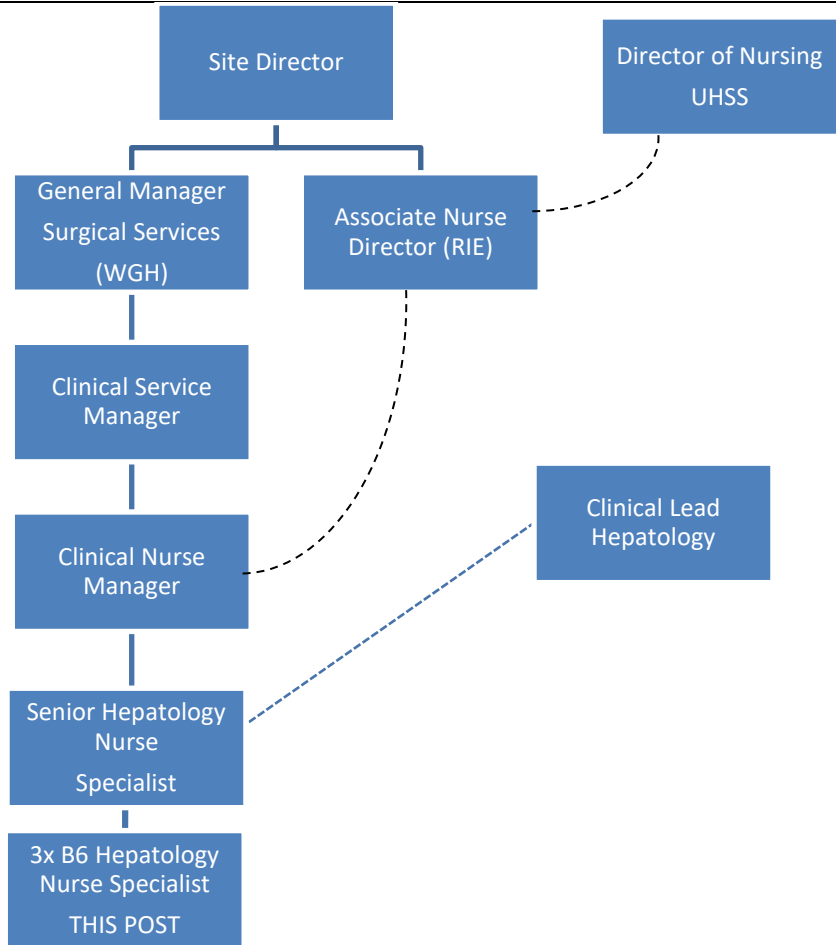 Site Director
Director of Nursing
UHSS
General Manager
Surgical Services
(WGH)
Associate Nurse
Director (RIE)
Clinical Service
Manager
Clinical Nurse
Manager
Clinical Lead
Hepatology
Senior Hepatology
Nurse
Specialist
3x B6 Hepatology
Nurse Specialist
THIS POST